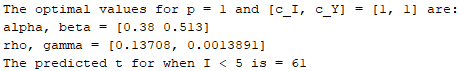 The optimal values for p = 1 and [c_I, c_Y] = [1, 1] are:
alpha, beta = [0.38 0.513]
rho, gamma = [0.13708, 0.0013891]
The predicted t for when I < 5 is = 61